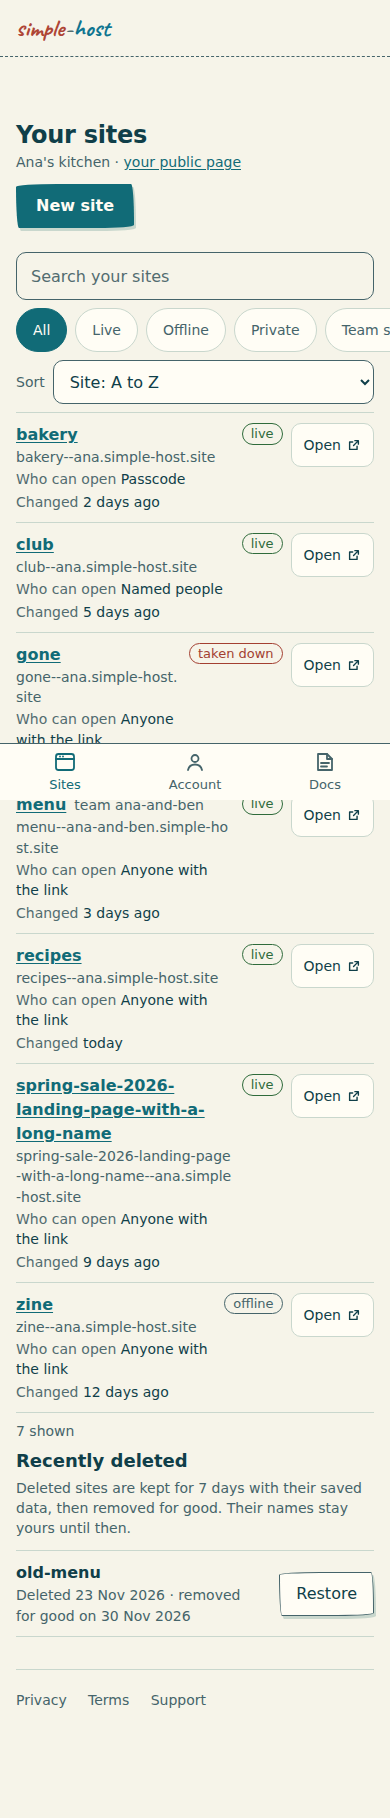 simple-host
Your sites
Ana's kitchen · your public page
New site
Search your sites
All Live Offline Private Team s
Sort Site: A to Z
bakery live Open
bakery--ana.simple-host.site
Who can open Passcode
Changed 2 days ago
club live Open
club--ana.simple-host.site
Who can open Named people
Changed 5 days ago
gone taken down Open
gone--ana.simple-host.
site
Who can open Anyone
with the link
Sites Account Docs
menu team ana-and-ben live Open
menu--ana-and-ben.simple-ho
st.site
Who can open Anyone with
the link
Changed 3 days ago
recipes live Open
recipes--ana.simple-host.site
Who can open Anyone with
the link
Changed today
spring-sale-2026- live Open
landing-page-with-a-
long-name
spring-sale-2026-landing-page
-with-a-long-name--ana.simple
-host.site
Who can open Anyone with
the link
Changed 9 days ago
zine offline Open
zine--ana.simple-host.site
Who can open Anyone with
the link
Changed 12 days ago
7 shown
Recently deleted
Deleted sites are kept for 7 days with their saved
data, then removed for good. Their names stay
yours until then.
old-menu
Deleted 23 Nov 2026 · removed
for good on 30 Nov 2026
Restore
Privacy Terms Support